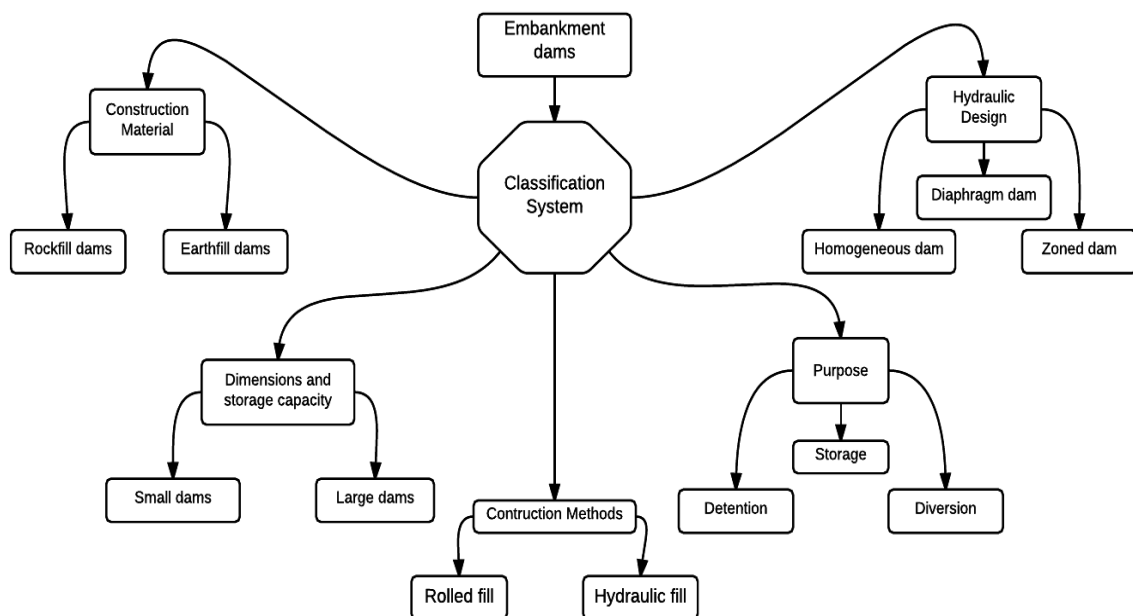 Embankment
dams
Construction
Material
Hydraulic
Design
Classification
System
Diaphragm dam
Rockfill dams
Earthfill dams
Homogeneous dam
Zoned dam
Dimensions and
storage capacity
Purpose
Storage
Small dams
Large dams
Contruction Methods
Detention
Diversion
Rolled fill
Hydraulic fill